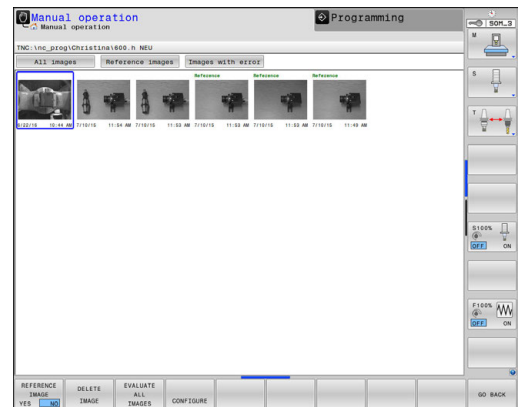 Manual operation
Manual operation
Programming
SGM_3
TNC:\nc_prog\Christina\600.h NEU
All images
Reference images
Images with error
M
S
T
Reference
Reference
Reference
5/22/15 10:44 AM
7/10/15 11:54 AM
7/10/15 11:53 AM
7/10/15 11:53 AM
7/10/15 11:53 AM
7/10/15 11:49 AM
S100%
OFF ON
F100%
OFF ON
REFERENCE IMAGE
YES NO
DELETE IMAGE
EVALUATE ALL IMAGES
CONFIGURE
GO BACK